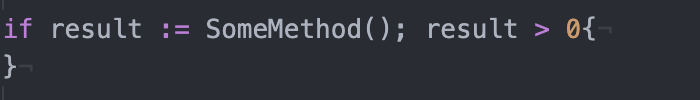 if result := SomeMethod(); result > 0{¬
}¬